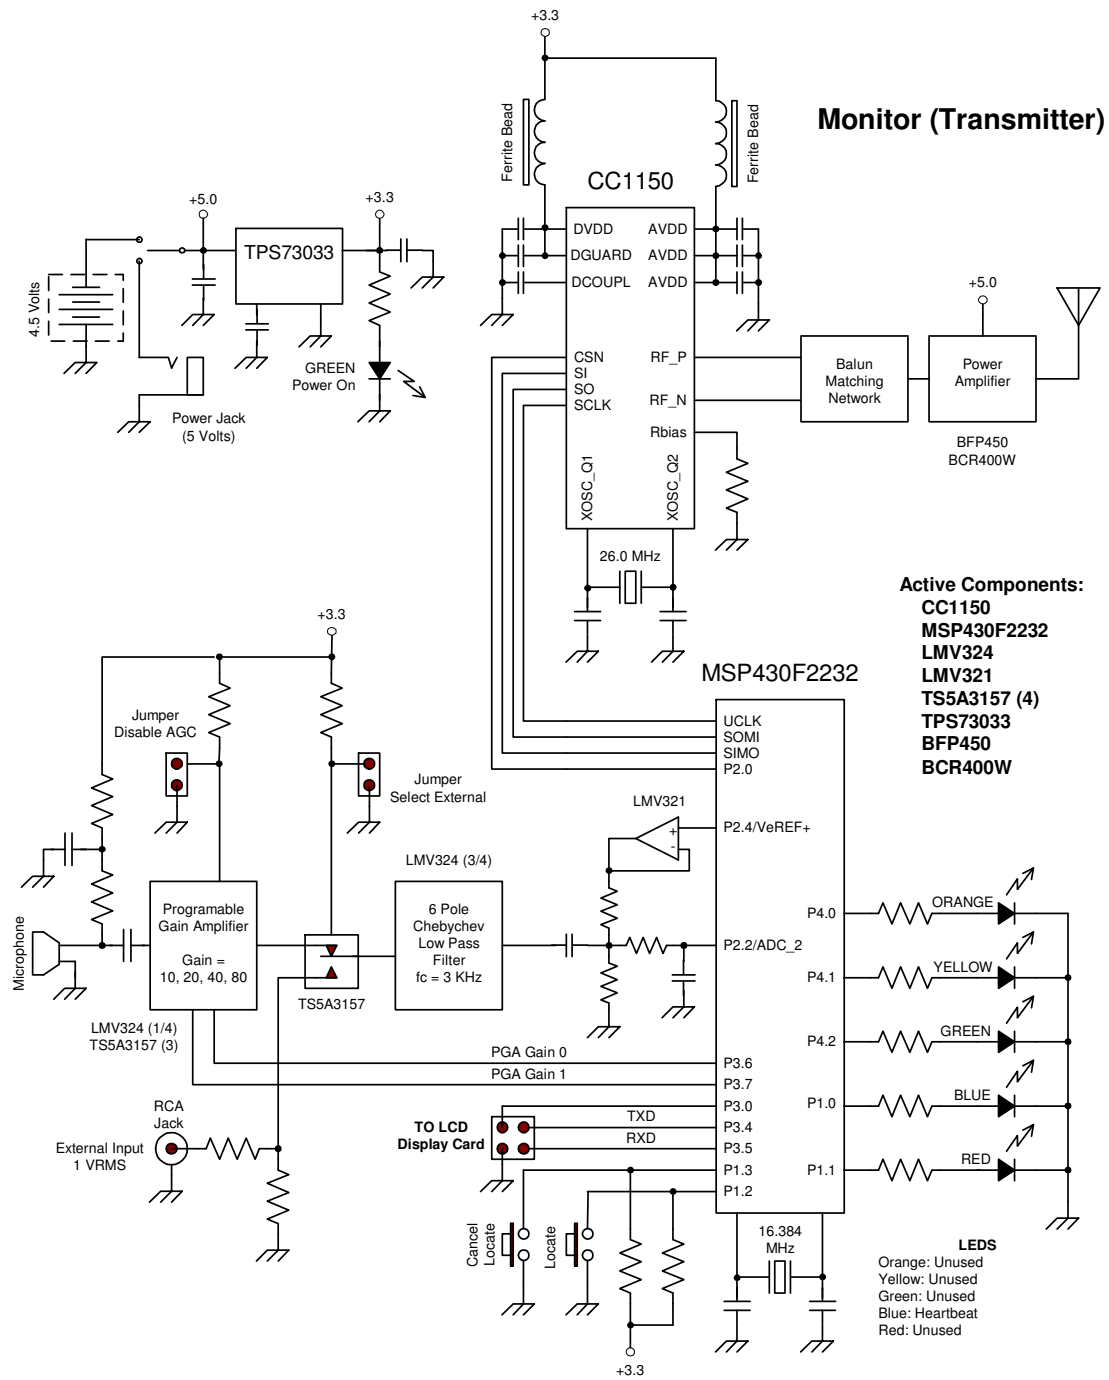 +3.3
Monitor (Transmitter)
Ferrite Bead
Ferrite Bead
CC1150
+5.0
+3.3
TPS73033
4.5 Volts
GREEN
Power On
Power Jack
(5 Volts)
DVDD
DGUARD
DCOUPL
AVDD
AVDD
AVDD
CSN
SI
SO
SCLK
RF_P
RF_N
Rbias
XOSC_Q1
XOSC_Q2
26.0 MHz
Balun
Matching
Network
+5.0
Power
Amplifier
BFP450
BCR400W
Active Components:
CC1150
MSP430F2232
LMV324
LMV321
TS5A3157 (4)
TPS73033
BFP450
BCR400W
+3.3
Jumper
Disable AGC
Jumper
Select External
MSP430F2232
UCLK
SOMI
SIMO
P2.0
LMV321
+
-
P2.4/VeREF+
P2.2/ADC_2
LMV324 (3/4)
Microphone
Programable
Gain Amplifier
Gain =
10, 20, 40, 80
LMV324 (1/4)
TS5A3157 (3)
TS5A3157
6 Pole
Chebychev
Low Pass
Filter
fc = 3 KHz
PGA Gain 0
PGA Gain 1
P3.6
P3.7
P3.0
P3.4
P3.5
P1.3
P1.2
RCA
Jack
External Input
1 VRMS
TO LCD
Display Card
TXD
RXD
Cancel
Locate
Locate
+3.3
16.384
MHz
P4.0
P4.1
P4.2
P1.0
P1.1
ORANGE
YELLOW
GREEN
BLUE
RED
LEDS
Orange: Unused
Yellow: Unused
Green: Unused
Blue: Heartbeat
Red: Unused